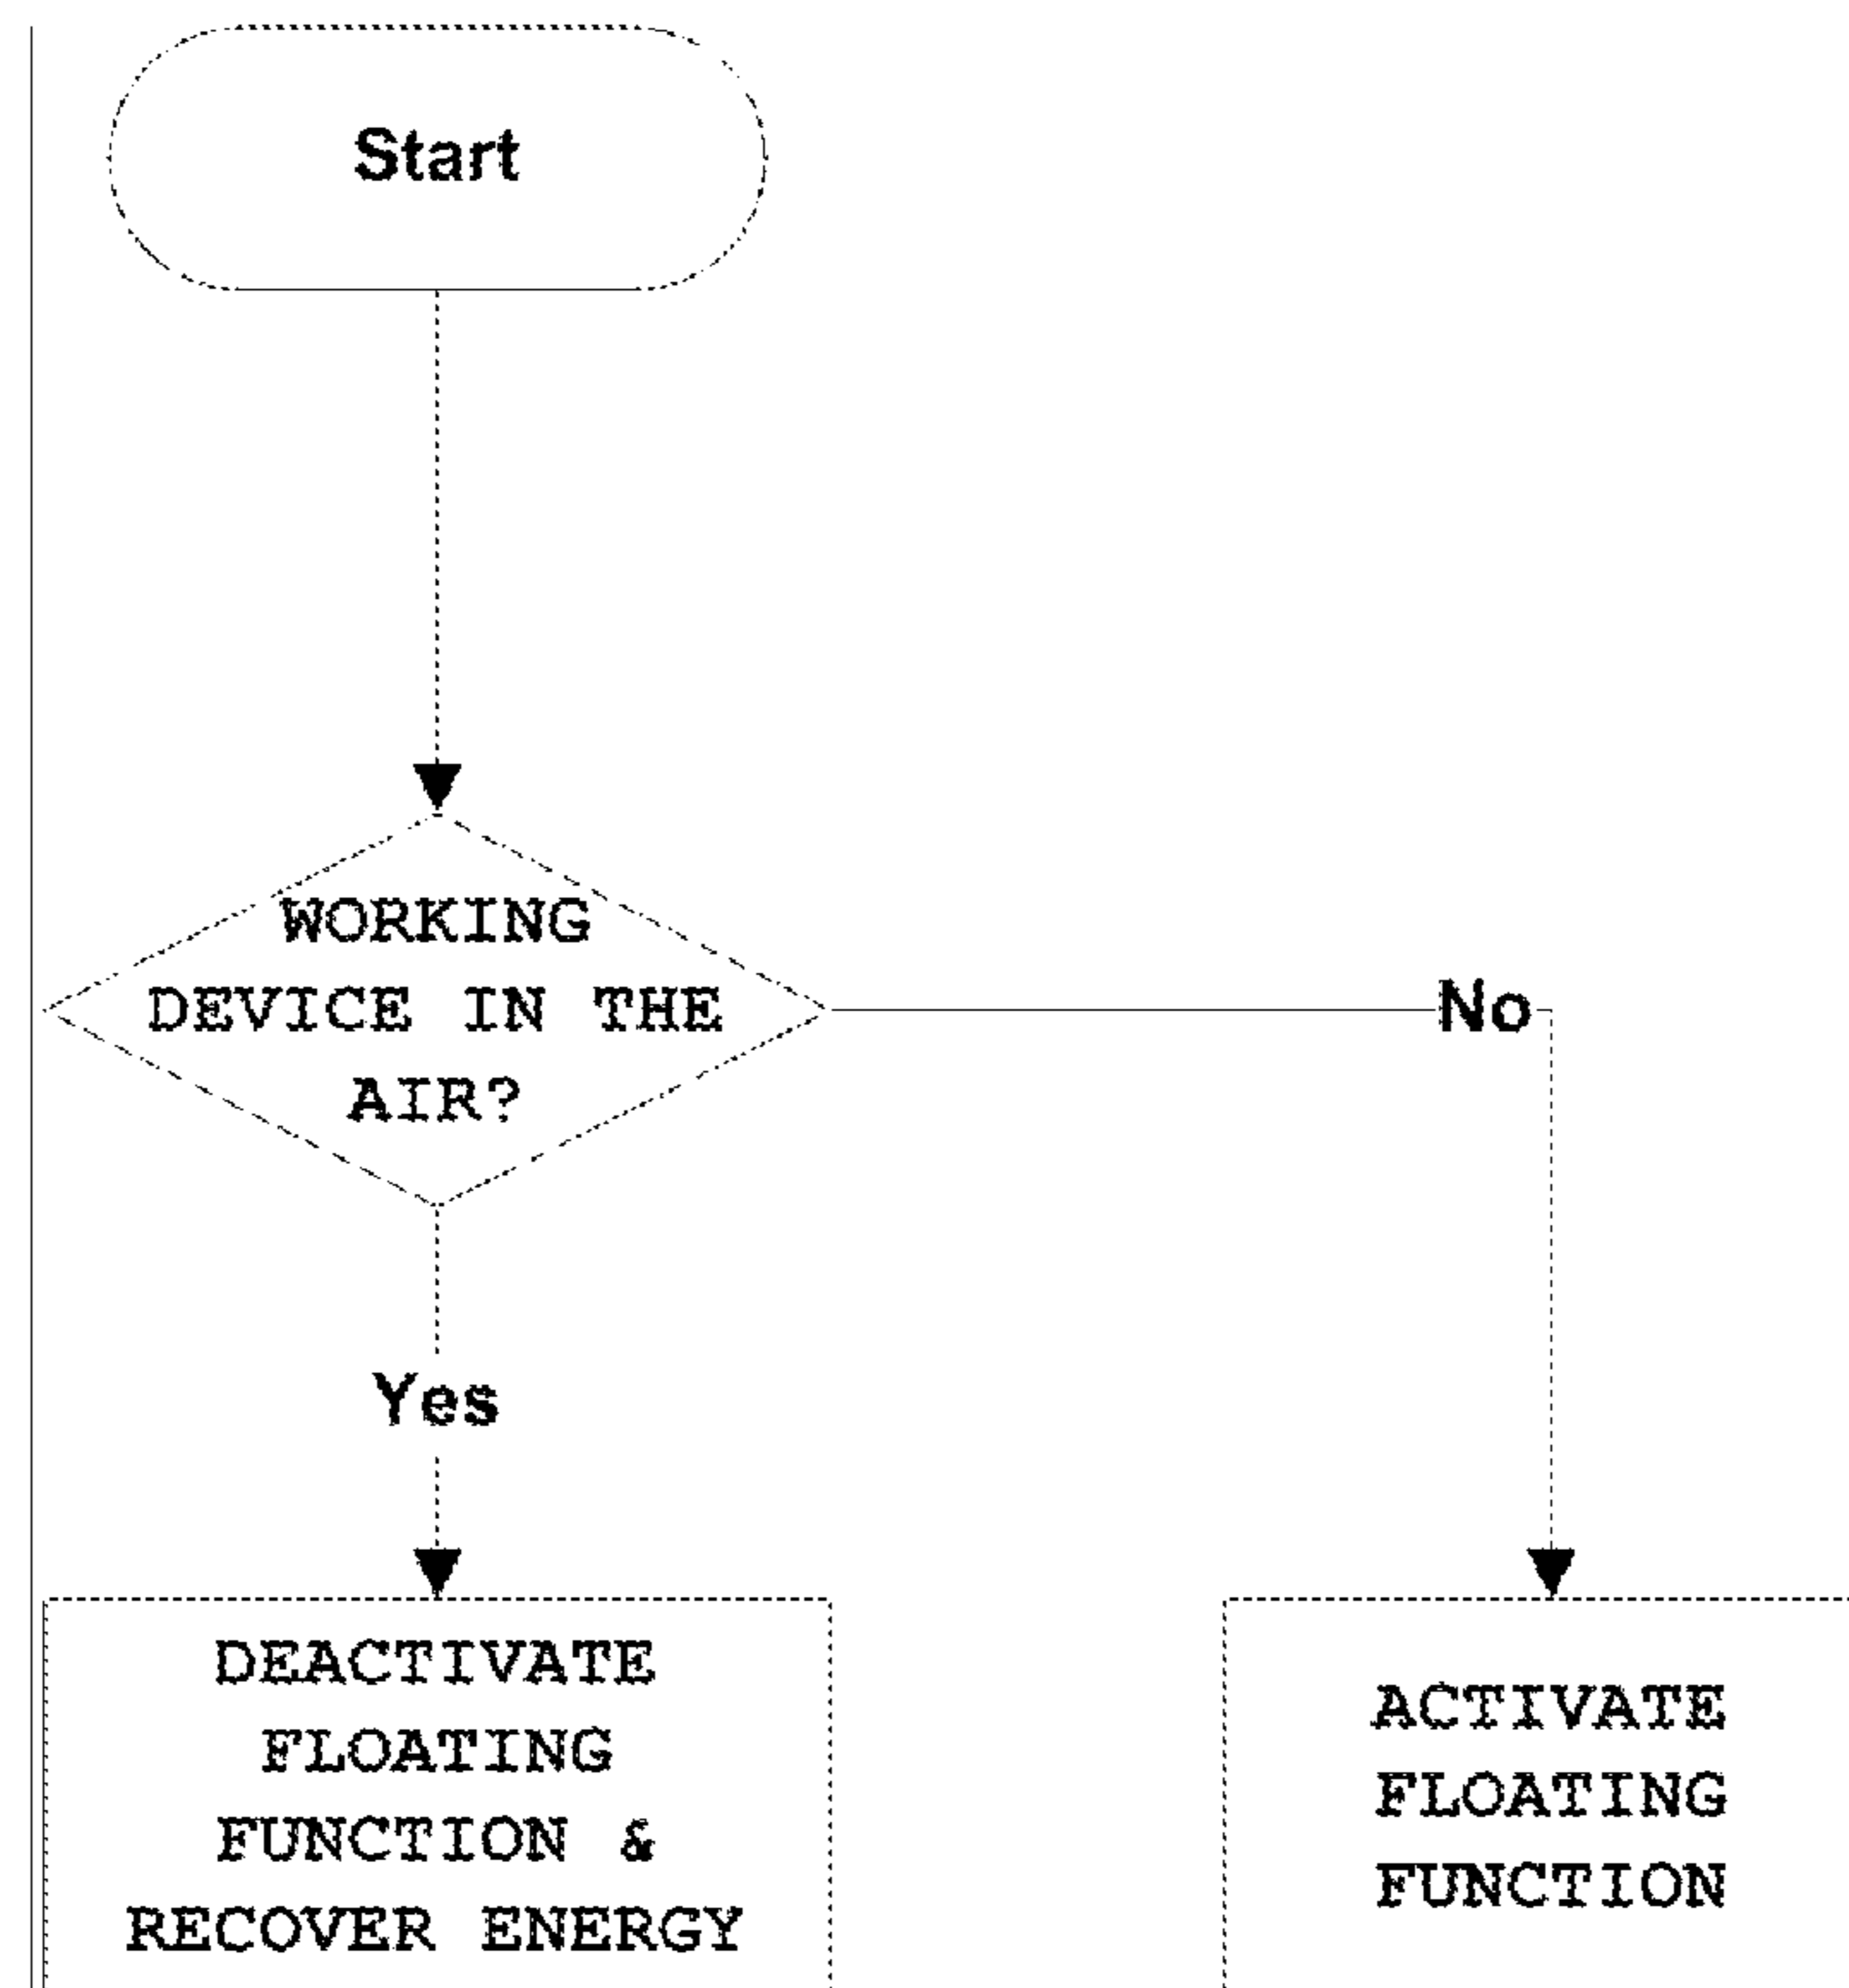 Start
WORKING
DEVICE IN THE
AIR?
No
Yes
DEACTIVATE
FLOATING
FUNCTION &
RECOVER ENERGY
ACTIVATE
FLOATING
FUNCTION